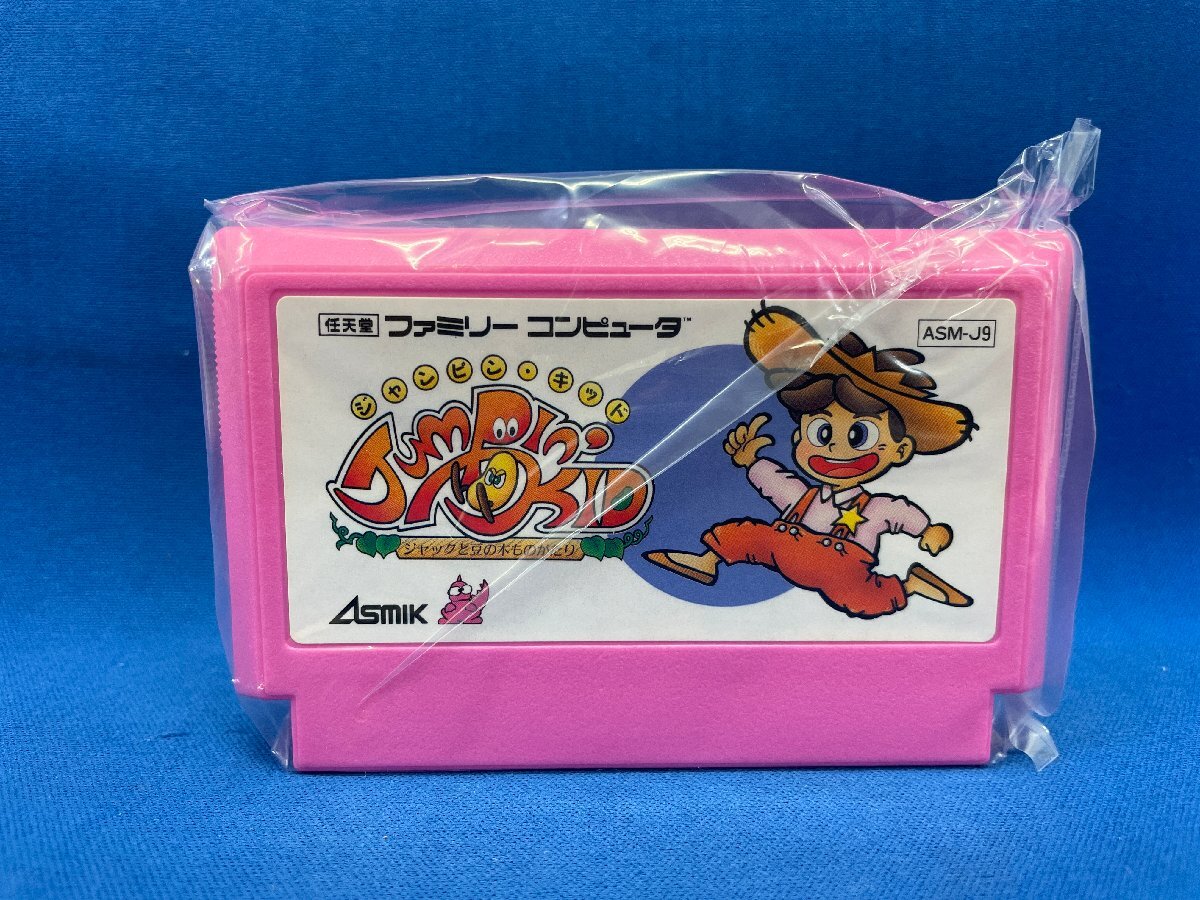 任天堂 ファミリー コンピュータ™
ASM-J9
ジャンピン・キッド
JUMPIN' KID
ジャックと豆の木ものがたり
ASMIK